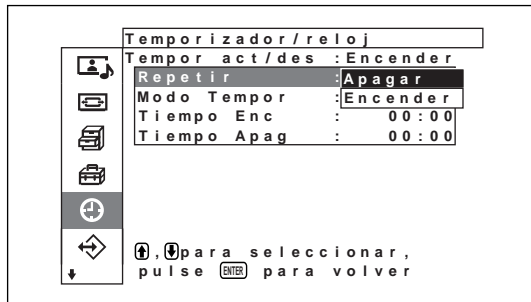 Temporizador/reloj
Tempor act/des :Encender
Repetir :Apagar
Modo Tempor :Encender
Tiempo Enc : 00:00
Tiempo Apag : 00:00
, para seleccionar,
pulse ENTER para volver